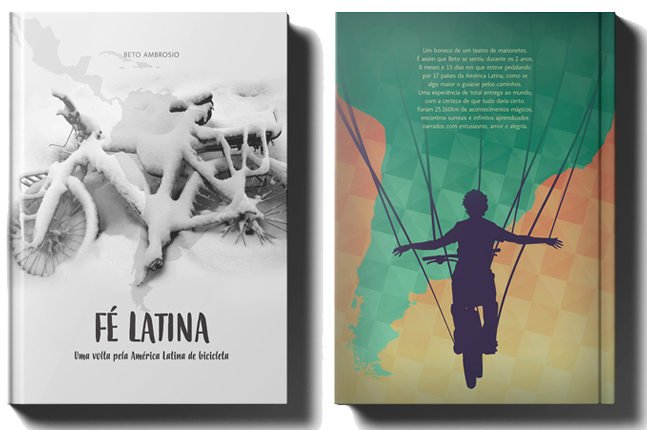 BETO AMBROSIO
FÉ LATINA
Uma volta pela América Latina de bicicleta
Um boneco de um teatro de marionetes.
É assim que Beto se sentiu durante os 2 anos,
8 meses e 13 dias em que esteve pedalando
por 17 países da América Latina, como se
algo maior o guiasse pelos caminhos.
Uma experiência de total entrega ao mundo,
com a certeza de que tudo daria certo.
Foram 25.360km de acontecimentos mágicos,
encontros surreais e infinitos aprendizados
narrados com entusiasmo, amor e alegria.